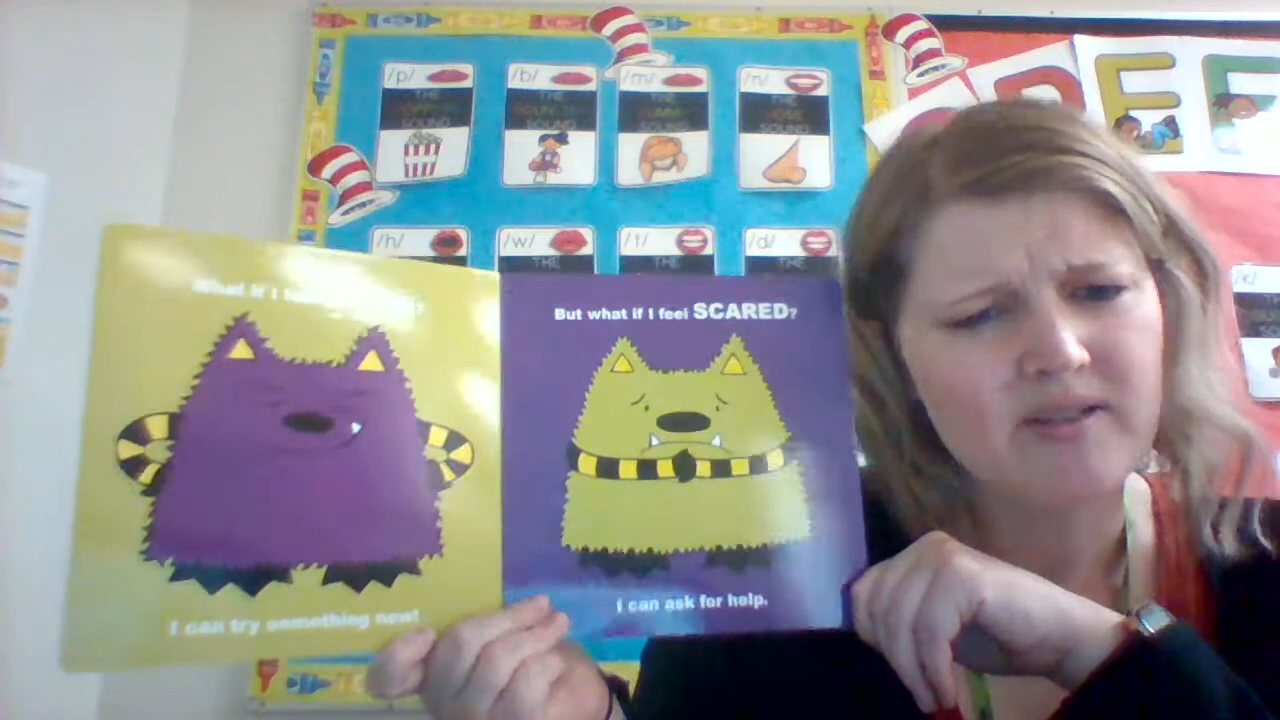 /p/
THE
SOUND
/b/
THE
SOUND
/m/
THE
/n/
THE
SOUND
/h/
/w/
THE
/t/
THE
/d/
THE
E
What if I
But what if I feel SCARED?
I can try something new!
I can ask for help.